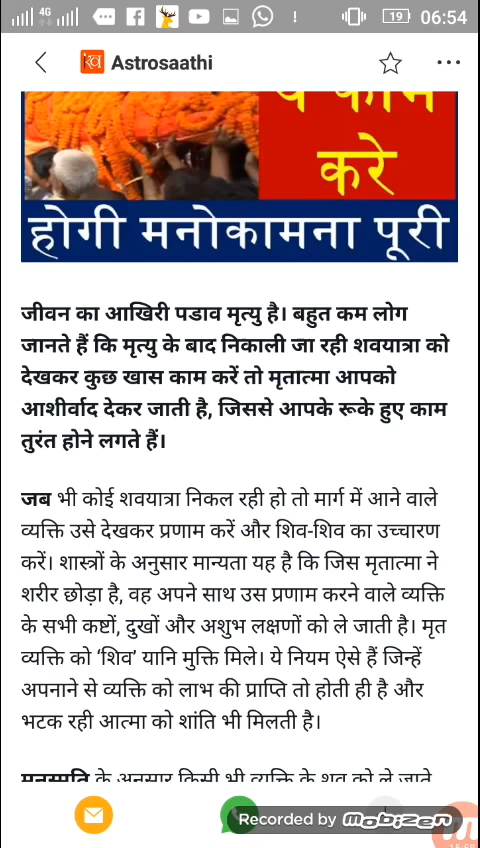 4G
19 06:54
Astrosaathi
करे
होगी मनोकामना पूरी
जीवन का आखिरी पडाव मृत्यु है। बहुत कम लोग
जानते हैं कि मृत्यु के बाद निकाली जा रही शवयात्रा को
देखकर कुछ खास काम करें तो मृतात्मा आपको
आशीर्वाद देकर जाती है, जिससे आपके रूके हुए काम
तुरंत होने लगते हैं।
जब भी कोई शवयात्रा निकल रही हो तो मार्ग में आने वाले
व्यक्ति उसे देखकर प्रणाम करें और शिव-शिव का उच्चारण
करें। शास्त्रों के अनुसार मान्यता यह है कि जिस मृतात्मा ने
शरीर छोड़ा है, वह अपने साथ उस प्रणाम करने वाले व्यक्ति
के सभी कष्टों, दुखों और अशुभ लक्षणों को ले जाती है। मृत
व्यक्ति को ‘शिव’ यानि मुक्ति मिले। ये नियम ऐसे हैं जिन्हें
अपनाने से व्यक्ति को लाभ की प्राप्ति तो होती ही है और
भटक रही आत्मा को शांति भी मिलती है।
के अनुसार किसी भी व्यक्ति के शव को ले जाते
Recorded by mobizen